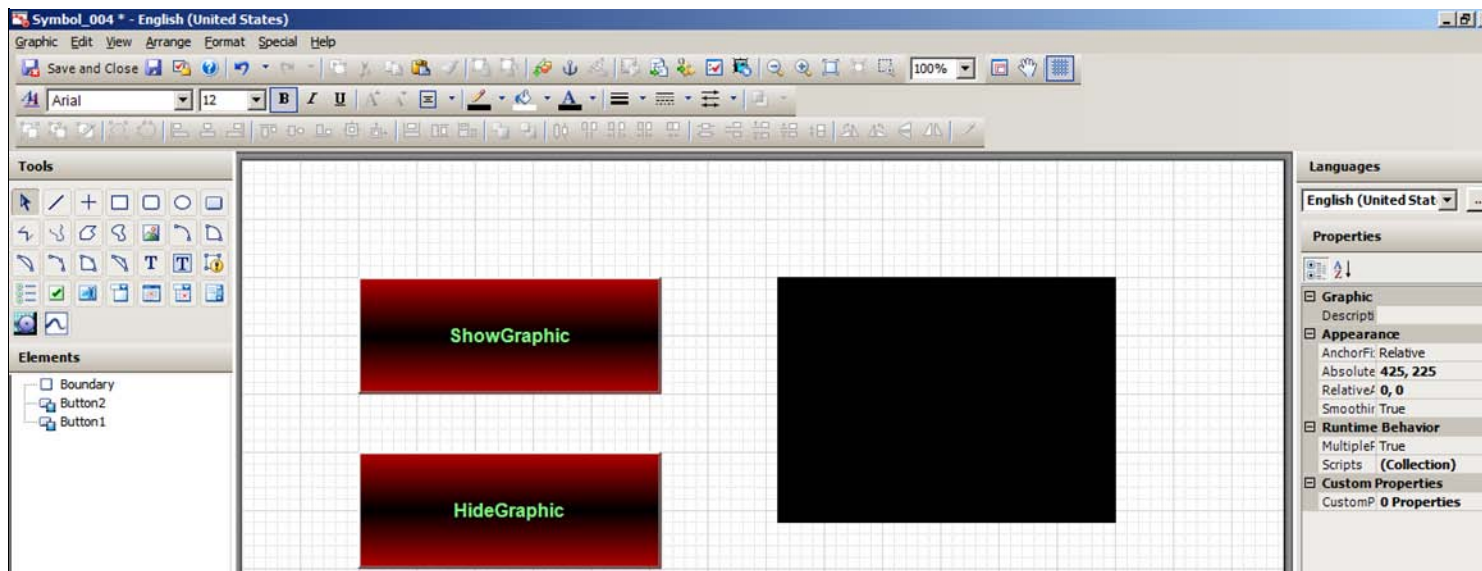 Symbol_004 * - English (United States)
Graphic Edit View Arrange Format Special Help
Save and Close 100%
Arial 12 B I U A
Tools
T T
Elements
Boundary
Button2
Button1
ShowGraphic
HideGraphic
Languages
English (United Stat ...
Properties
Graphic
Descripti
Appearance
AnchorFi: Relative
Absolute 425, 225
RelativeA 0, 0
Smoothin True
Runtime Behavior
MultipleF True
Scripts (Collection)
Custom Properties
CustomP 0 Properties